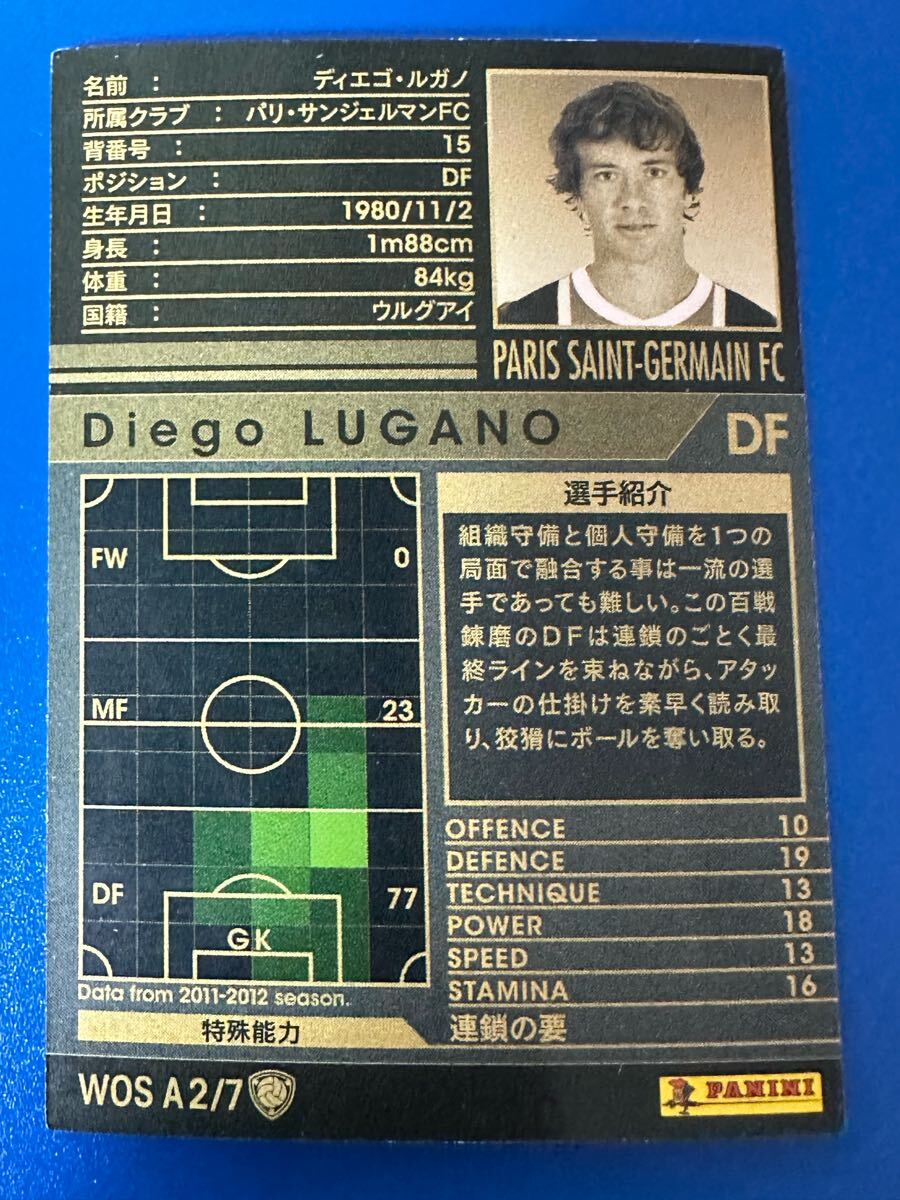 名前 : ディエゴ・ルガノ
所属クラブ : パリ・サンジェルマンFC
背番号 : 15
ポジション : DF
生年月日 : 1980/11/2
身長 : 1m88cm
体重 : 84kg
国籍 : ウルグアイ
PARIS SAINT-GERMAIN FC
Diego LUGANO DF
FW 0
MF 23
DF 77
GK
Data from 2011-2012 season.
選手紹介
組織守備と個人守備を1つの
局面で融合する事は一流の選
手であっても難しい。この百戦
錬磨のDFは連鎖のごとく最
終ラインを束ねながら、アタッ
カーの仕掛けを素早く読み取
り、狡猾にボールを奪い取る。
OFFENCE 10
DEFENCE 19
TECHNIQUE 13
POWER 18
SPEED 13
STAMINA 16
特殊能力 連鎖の要
WOS A2/7
PANINI